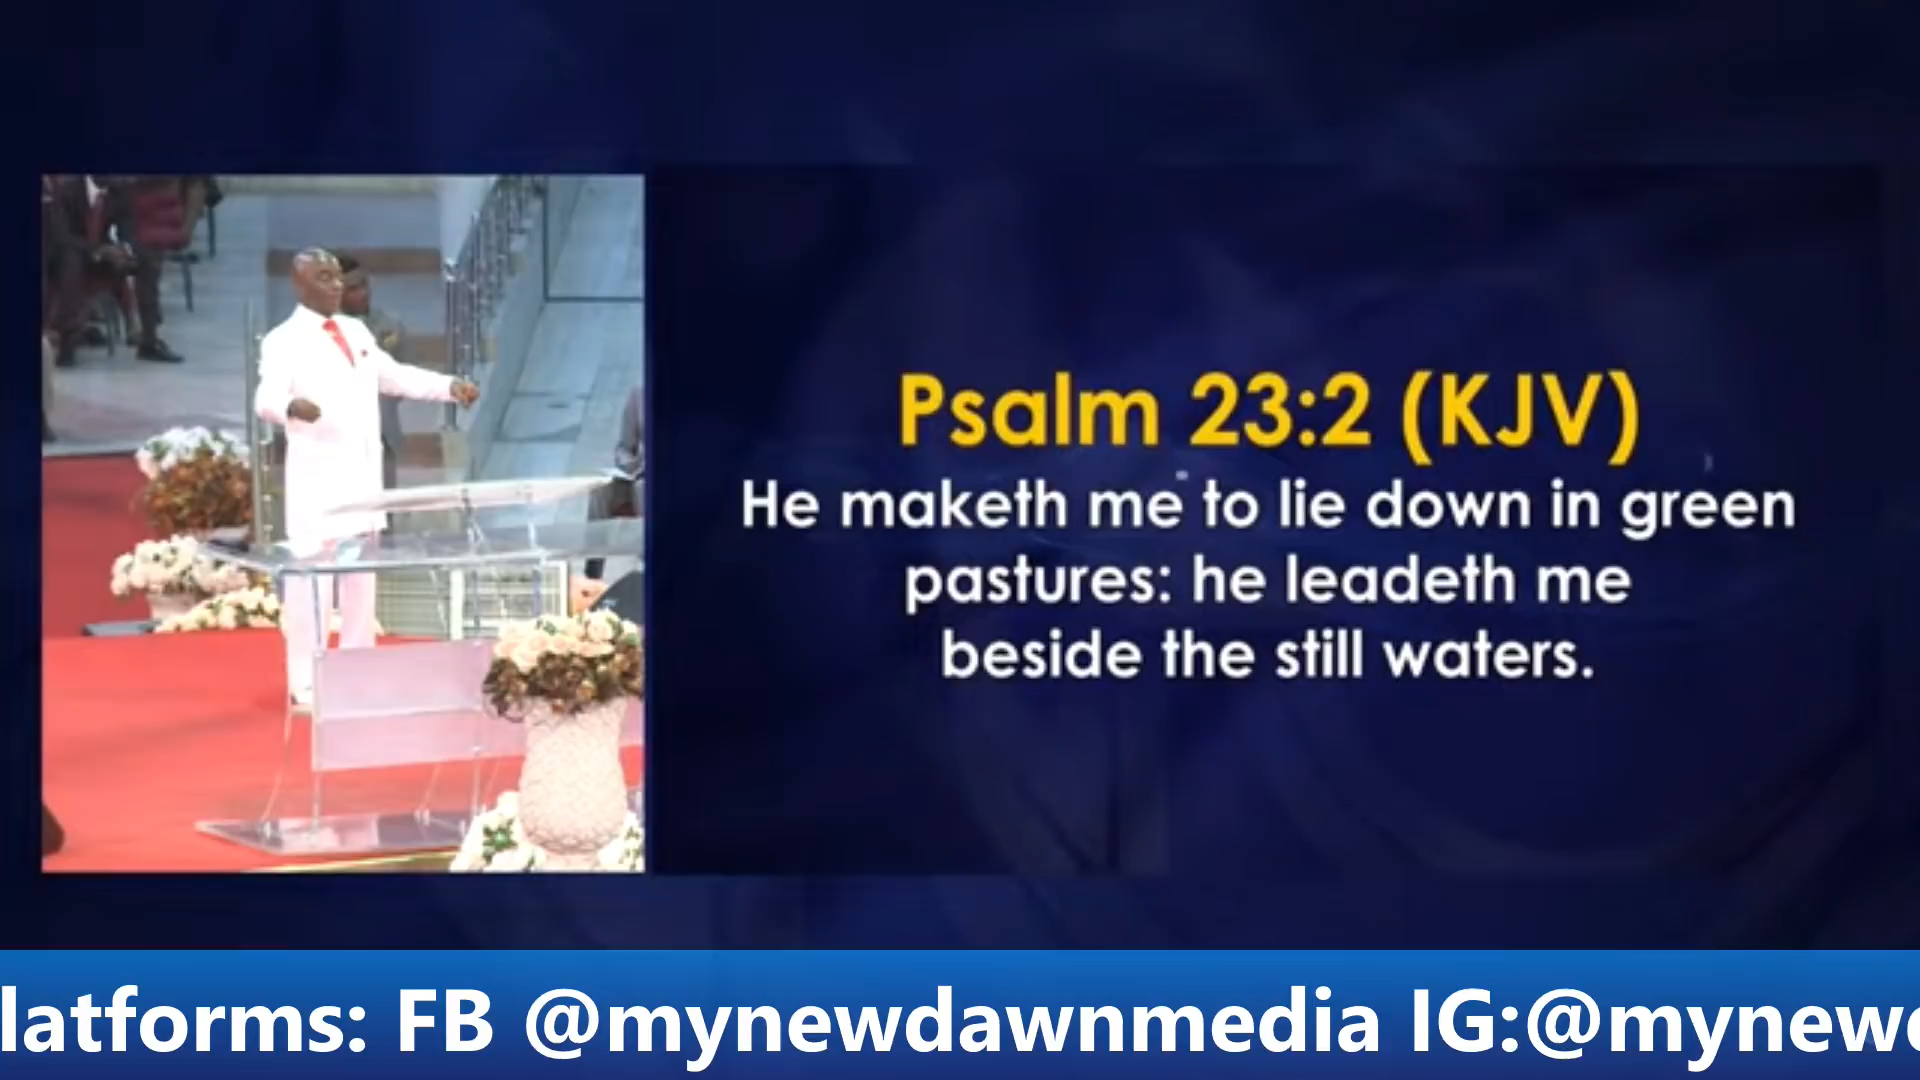 Psalm 23:2 (KJV)
He maketh me to lie down in green
pastures: he leadeth me
beside the still waters.
latforms: FB @mynewdawnmedia IG:@mynew